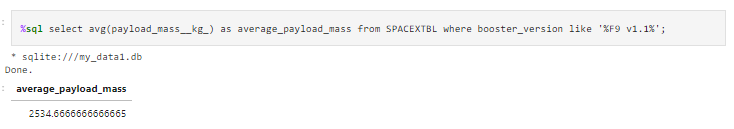 :
%sql select avg(payload_mass__kg_) as average_payload_mass from SPACEXTBL where booster_version like '%F9 v1.1%';
* sqlite:///my_data1.db
Done.
:
average_payload_mass
2534.6666666666665